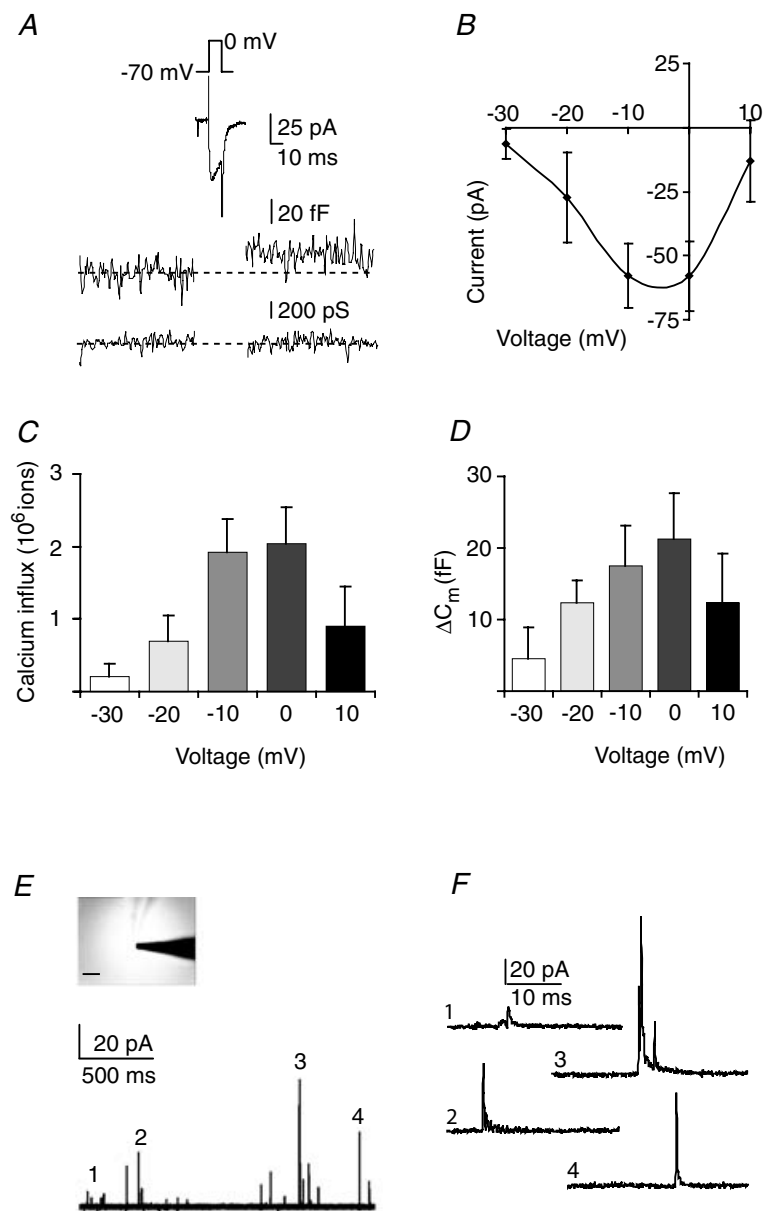 A
0 mV
-70 mV
25 pA
10 ms
20 fF
200 pS
B
25
-30 -20 -10 0 10
-25
-50
-75
Current (pA)
Voltage (mV)
C
3
2
1
Calcium influx (10⁶ ions)
-30 -20 -10 0 10
Voltage (mV)
D
30
20
10
ΔCₘ(fF)
-30 -20 -10 0 10
Voltage (mV)
E
20 pA
500 ms
1
2
3
4
F
20 pA
10 ms
1
3
2
4